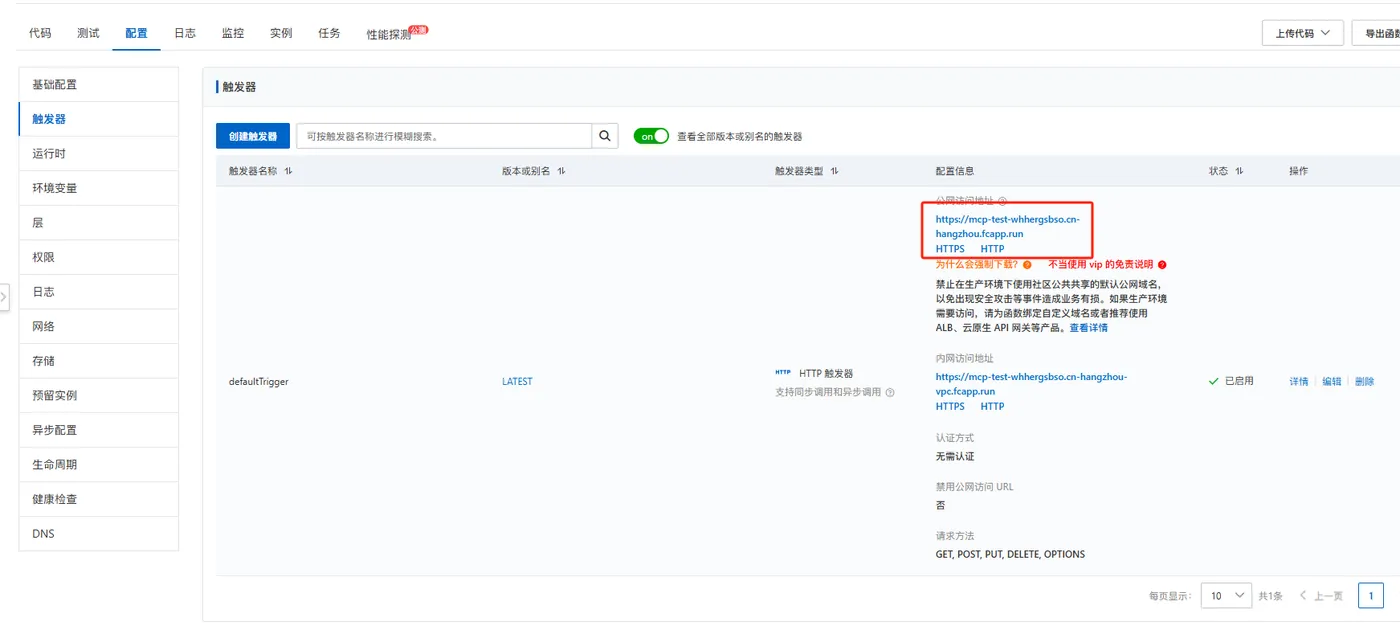 代码 测试 配置 日志 监控 实例 任务 性能探测 公测 上传代码 导出函数
基础配置
触发器
运行时
环境变量
层
权限
日志
网络
存储
预留实例
异步配置
生命周期
健康检查
DNS
触发器
创建触发器 可按触发器名称进行模糊搜索。 on 查看全部版本或别名的触发器
触发器名称 版本或别名 触发器类型 配置信息 状态 操作
公网访问地址
https://mcp-test-whhergsbso.cn-
hangzhou.fcapp.run
HTTPS HTTP
为什么会强制下载? 不当使用 vip 的免责说明
禁止在生产环境下使用社区公共共享的默认公网域名，
以免出现安全攻击等事件造成业务有损。如果生产环境
需要访问，请为函数绑定自定义域名或者推荐使用
ALB、云原生 API 网关等产品。查看详情
内网访问地址
https://mcp-test-whhergsbso.cn-hangzhou-
vpc.fcapp.run
HTTPS HTTP
defaultTrigger LATEST HTTP HTTP 触发器 已启用 详情 编辑 删除
支持同步调用和异步调用
认证方式
无需认证
禁用公网访问 URL
否
请求方法
GET, POST, PUT, DELETE, OPTIONS
每页显示: 10 共1条 上一页 1